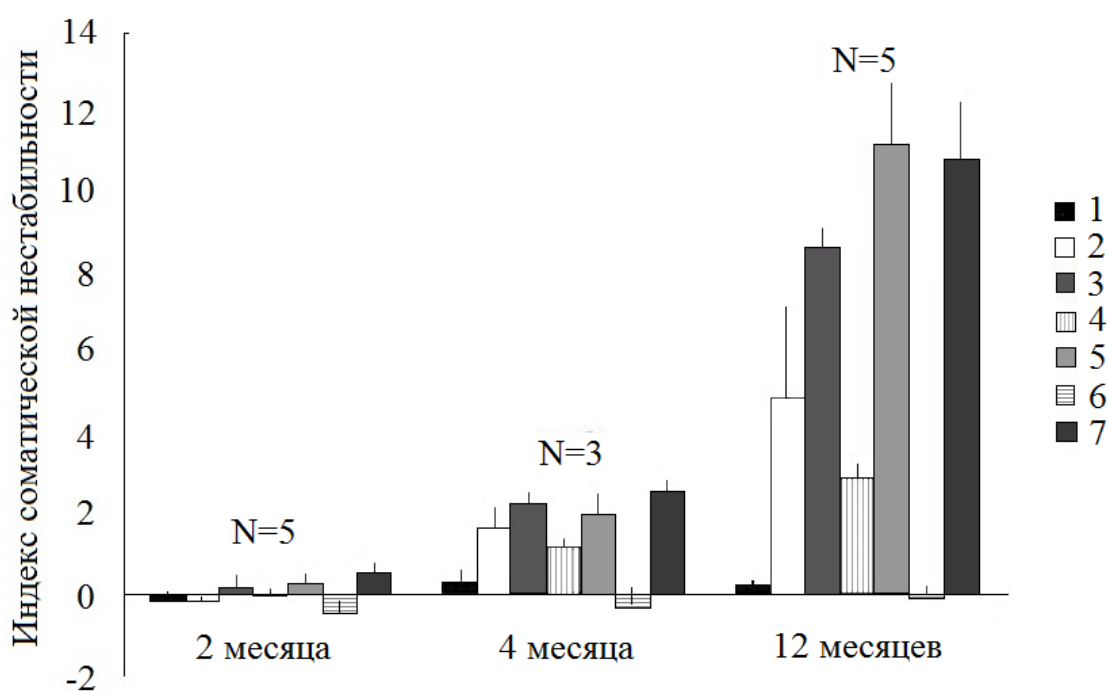 Индекс соматической нестабильности
14
12
10
8
6
4
2
0
-2
N=5
N=3
N=5
2 месяца
4 месяца
12 месяцев
1
2
3
4
5
6
7